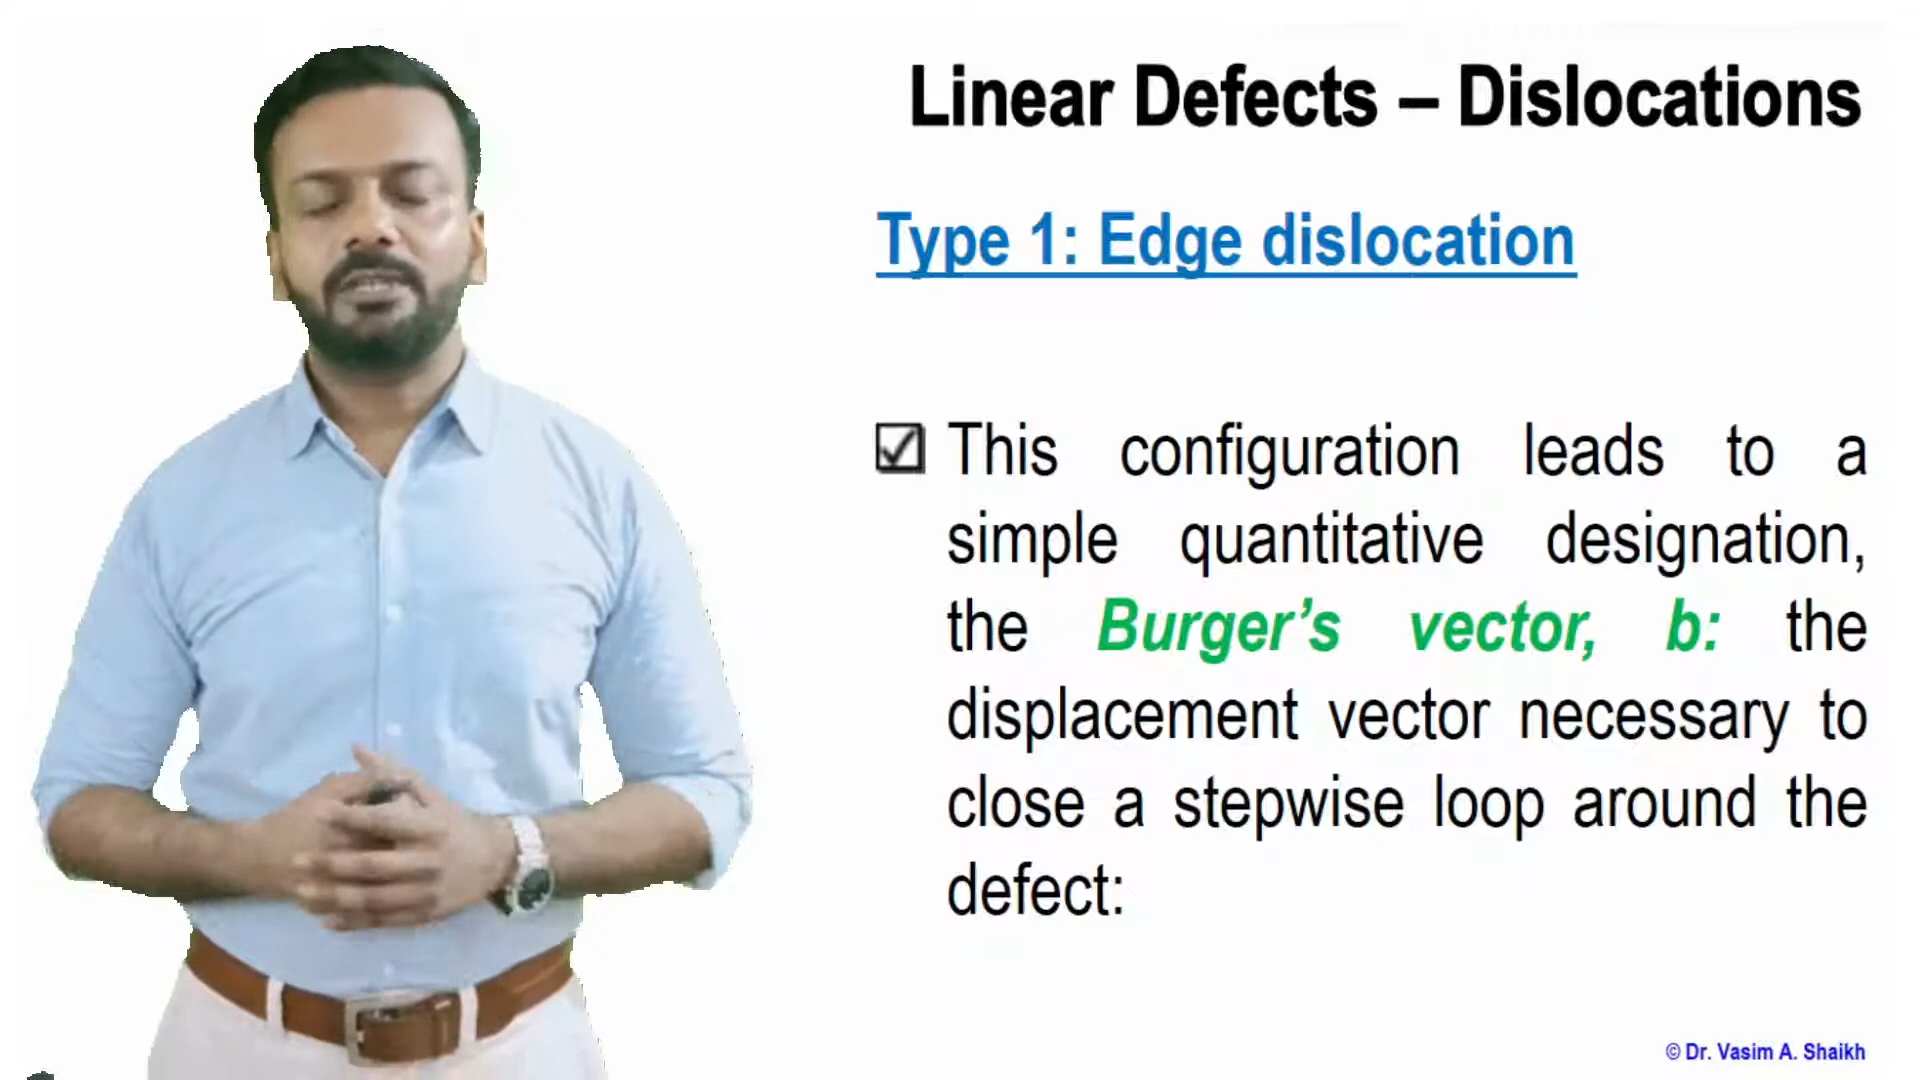 Linear Defects – Dislocations
Type 1: Edge dislocation
This configuration leads to a
simple quantitative designation,
the Burger’s vector, b: the
displacement vector necessary to
close a stepwise loop around the
defect:
© Dr. Vasim A. Shaikh